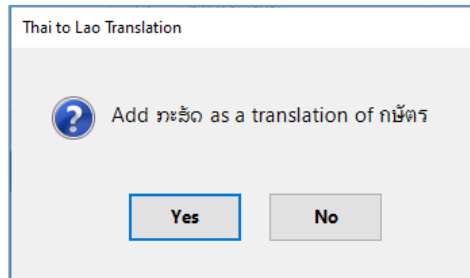 Thai to Lao Translation
Add ກະສັດ as a translation of กษัตร
Yes
No